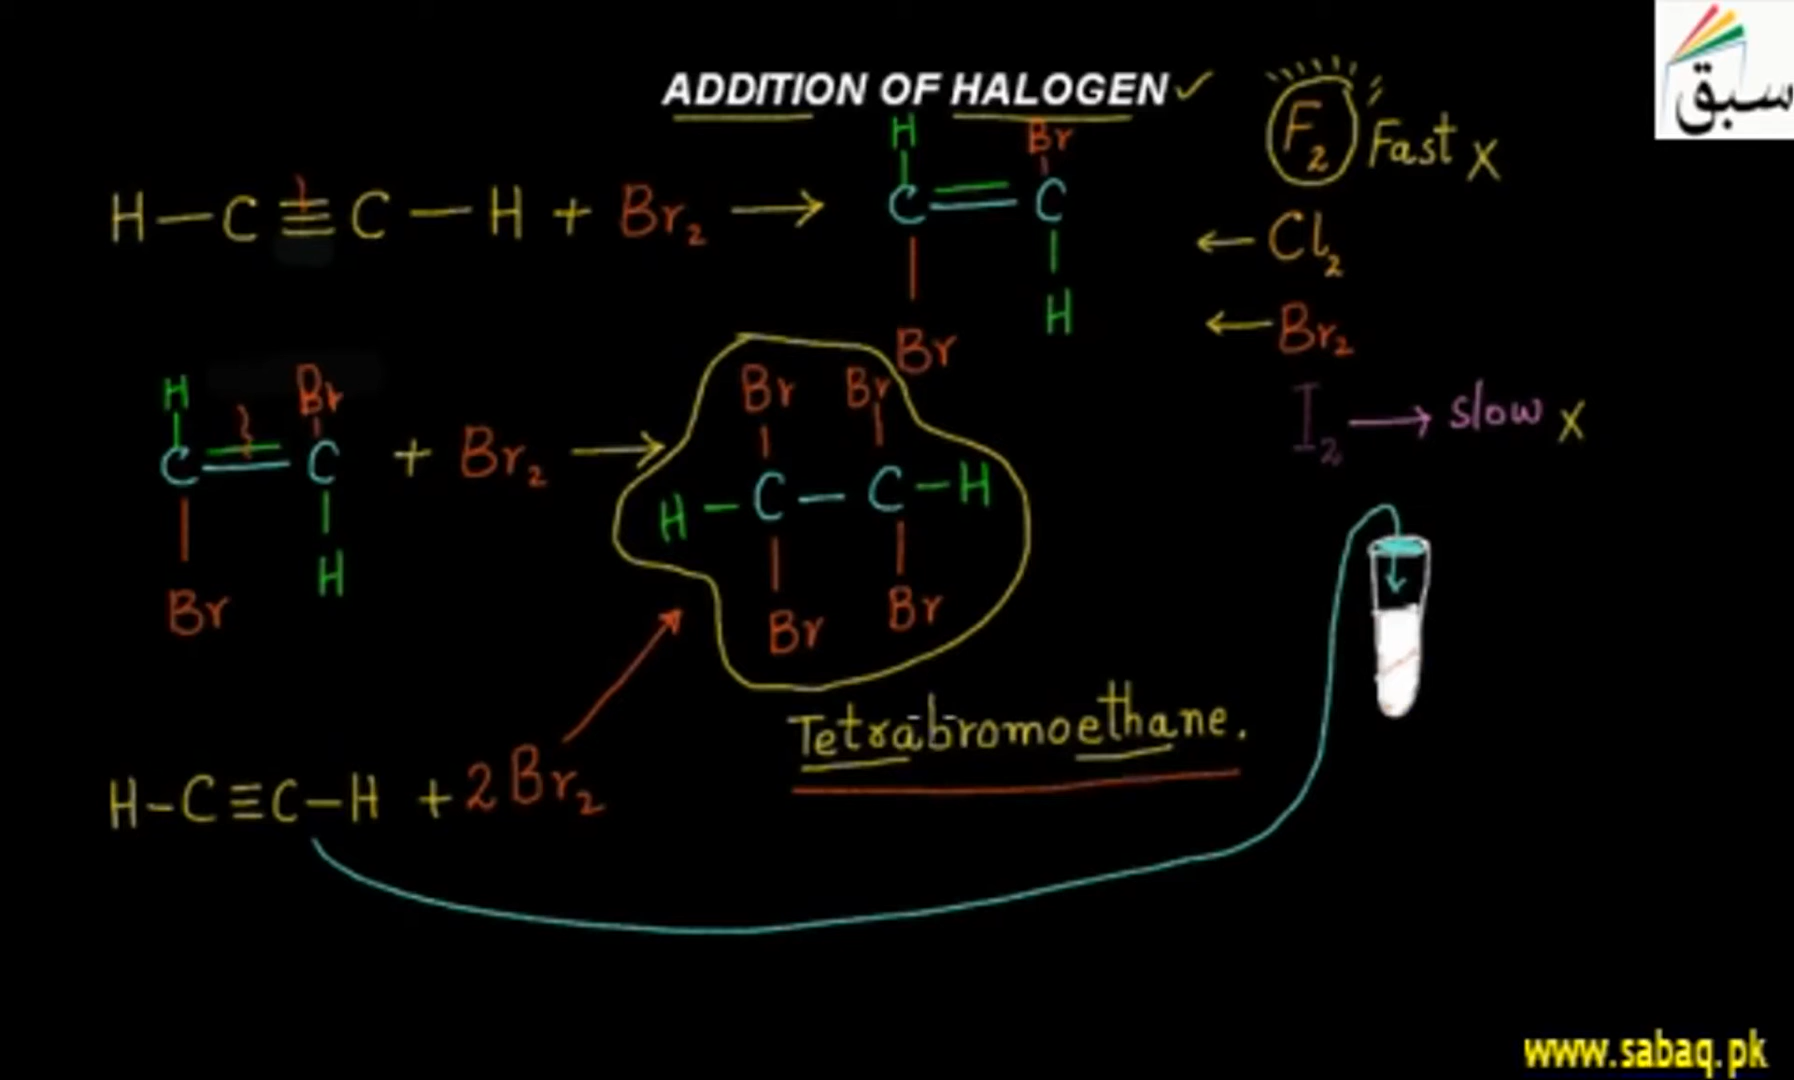 سبق
ADDITION OF HALOGEN ✓
F₂ Fast x
H Br
H—C≡C—H + Br₂ → C=C
← Cl₂
H
← Br₂
Br
I₂ → slow x
H Br
C=C + Br₂ →
Br H
Br Br
H-C-C-H
Br Br
Tetrabromoethane.
H-C≡C-H + 2Br₂
www.sabaq.pk